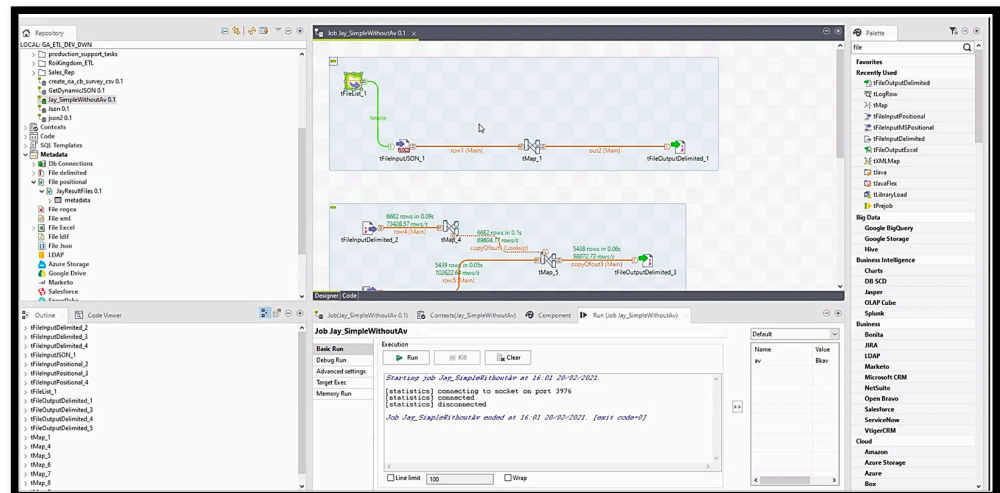 Repository
LOCAL: GA_ETL_DEV_DWN
production_support_tasks
RoiKingdom_ETL
Sales_Rep
create_oa_cb_survey_csv 0.1
GetDynamicJSON 0.1
Jay_SimpleWithoutAv 0.1
Json 0.1
json2 0.1
Contexts
Code
SQL Templates
Metadata
Db Connections
File delimited
File positional
JayResultFiles 0.1
metadata
File regex
File xml
File Excel
File ldif
File Json
LDAP
Azure Storage
Google Drive
Marketo
Salesforce
Job Jay_SimpleWithoutAv 0.1
tFileList_1
iterate
row1 (Main)
out2 (Main)
tFileInputJSON_1
tMap_1
tFileOutputDelimited_1
6682 rows in 0.09s
73428.57 rows/s
row4 (Main)
tFileInputDelimited_2
tMap_4
6682 rows in 0.1s
69604.17 rows/s
copyOfout6 (Lookup)
5439 rows in 0.05s
102622.64 rows/s
row5 (Main)
5438 rows in 0.06s
98872.73 rows/s
copyOfout3 (Main)
tMap_5
tFileOutputDelimited_3
Designer
Code
Palette
file
Favorites
Recently Used
tFileOutputDelimited
tLogRow
tMap
tFileInputPositional
tFileInputMSPositional
tFileInputDelimited
tFileOutputExcel
tXMLMap
tJava
tJavaFlex
tLibraryLoad
tPrejob
Big Data
Google BigQuery
Google Storage
Hive
Business Intelligence
Charts
DB SCD
Jasper
OLAP Cube
Splunk
Business
Bonita
JIRA
LDAP
Marketo
Microsoft CRM
NetSuite
Open Bravo
Salesforce
ServiceNow
VtigerCRM
Cloud
Amazon
Azure Storage
Azure
Box
Outline
Code Viewer
tFileInputDelimited_2
tFileInputDelimited_3
tFileInputDelimited_4
tFileInputJSON_1
tFileInputPositional_2
tFileInputPositional_3
tFileInputPositional_4
tFileList_1
tFileOutputDelimited_1
tFileOutputDelimited_3
tFileOutputDelimited_4
tFileOutputDelimited_5
tMap_1
tMap_4
tMap_5
tMap_6
tMap_7
tMap_8
Job(Jay_SimpleWithoutAv 0.1)
Contexts(Jay_SimpleWithoutAv)
Component
Run (Job Jay_SimpleWithoutAv)
Job Jay_SimpleWithoutAv
Basic Run
Debug Run
Advanced settings
Target Exec
Memory Run
Execution
Run
Kill
Clear
Starting job Jay_SimpleWithoutAv at 16:01 20/02/2021.
[statistics] connecting to socket on port 3976
[statistics] connected
[statistics] disconnected
Job Jay_SimpleWithoutAv ended at 16:01 20/02/2021. [exit code=0]
Line limit
100
Wrap
>>
Default
Name
Value
av
Bkav